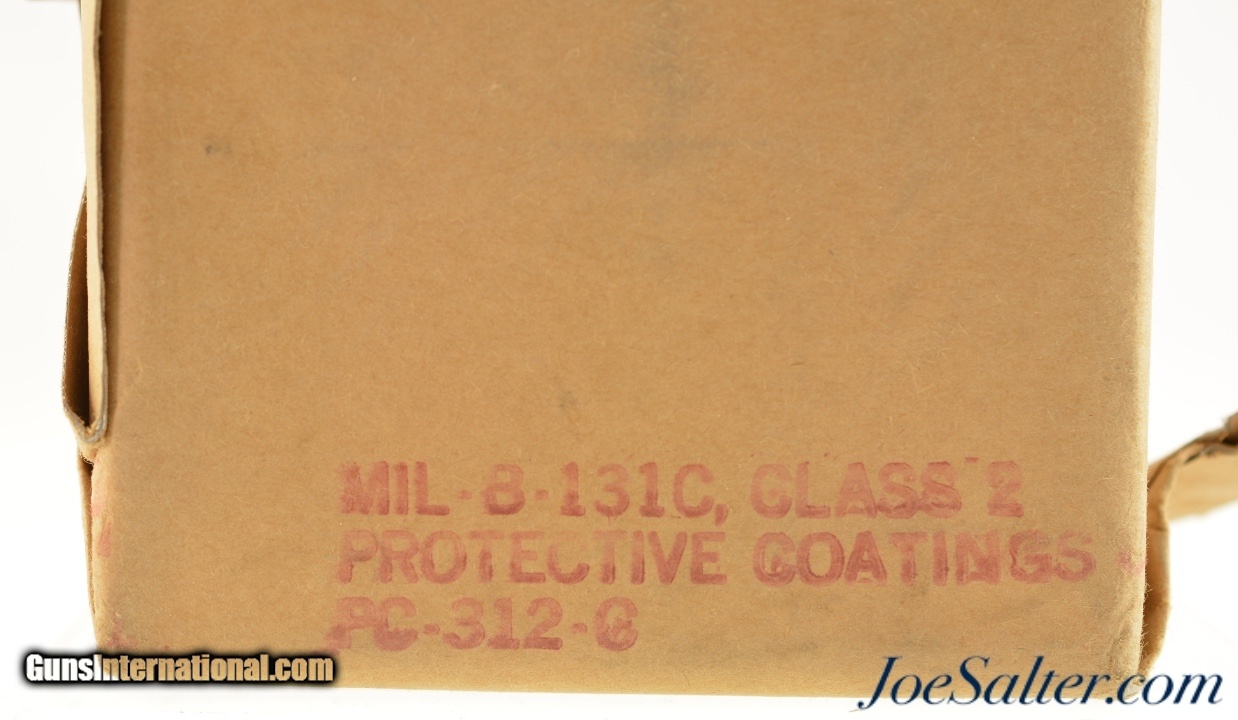 MIL-B-131C, CLASS 2
PROTECTIVE COATINGS
PC-312-C
GunsInternational.com
JoeSalter.com